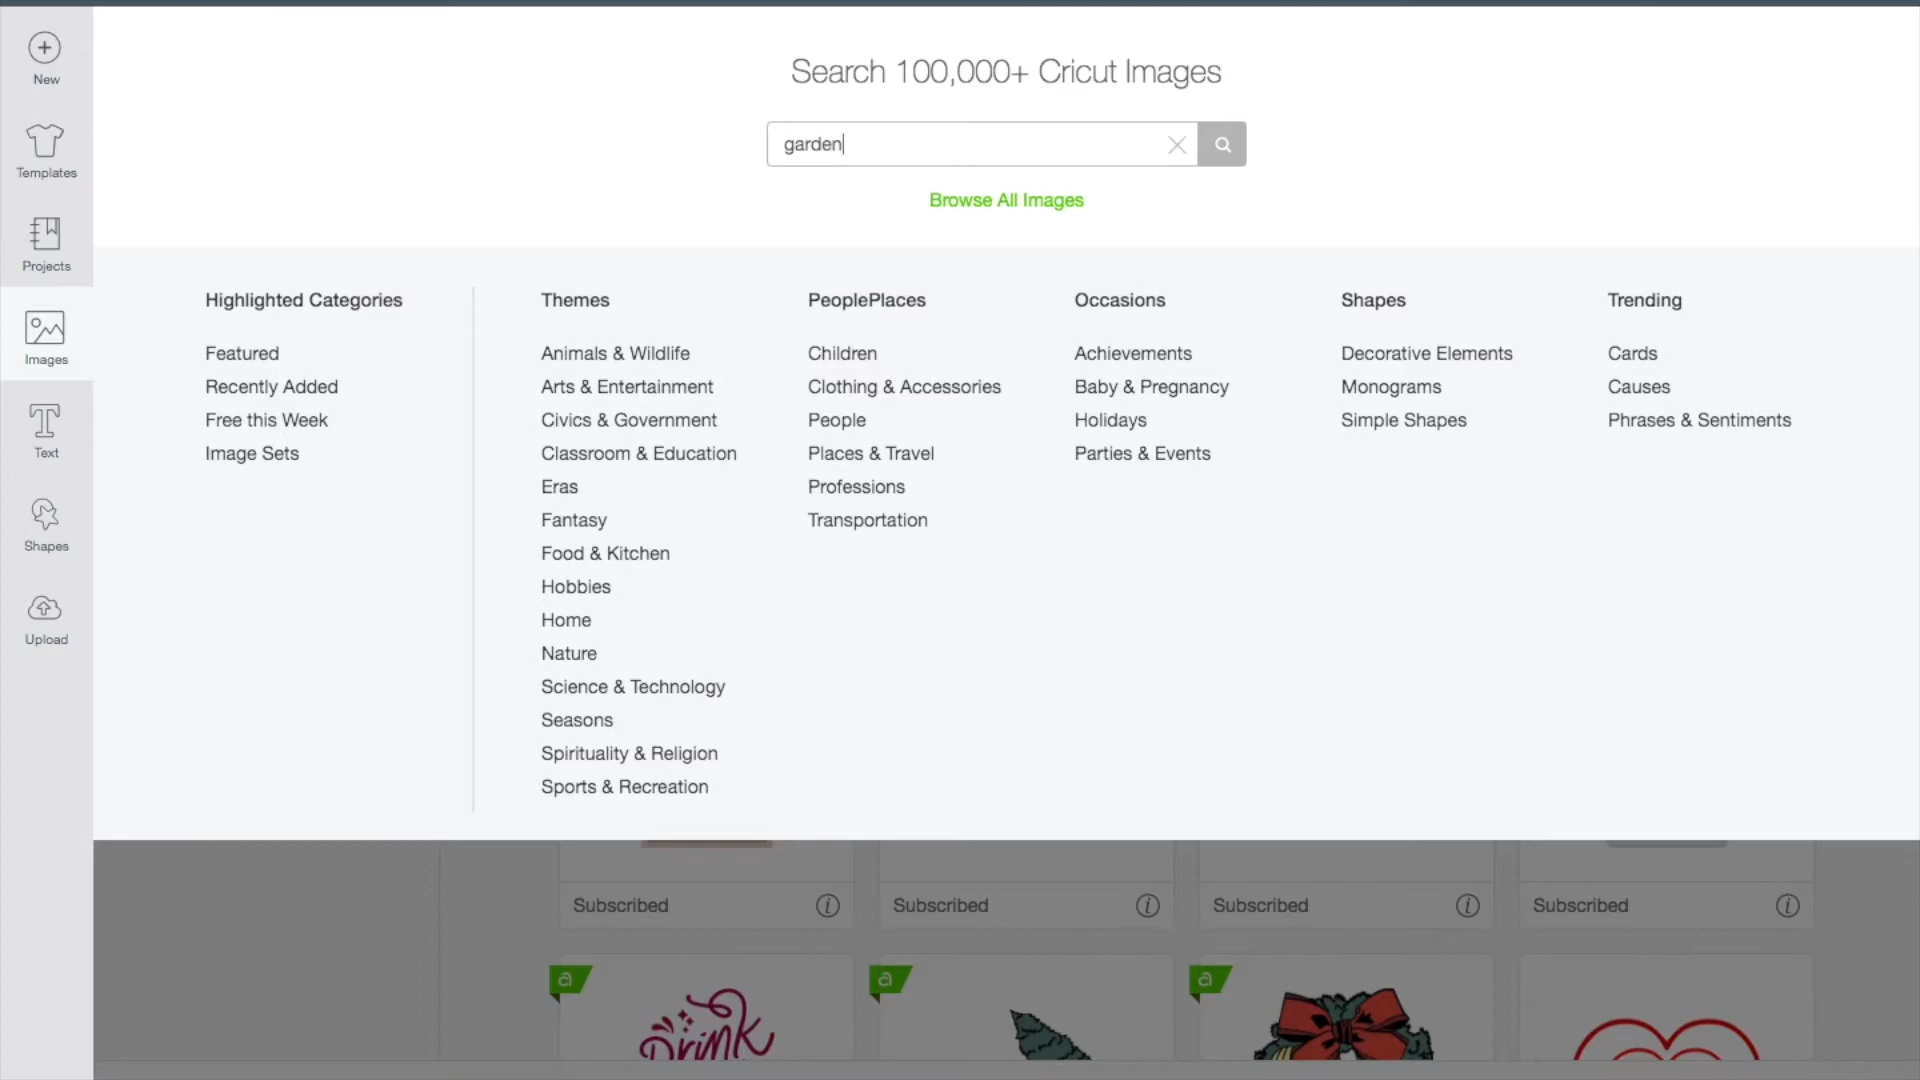 New
Templates
Projects
Images
Text
Shapes
Upload
Search 100,000+ Cricut Images
garden
Browse All Images
Highlighted Categories
Featured
Recently Added
Free this Week
Image Sets
Themes
Animals & Wildlife
Arts & Entertainment
Civics & Government
Classroom & Education
Eras
Fantasy
Food & Kitchen
Hobbies
Home
Nature
Science & Technology
Seasons
Spirituality & Religion
Sports & Recreation
PeoplePlaces
Children
Clothing & Accessories
People
Places & Travel
Professions
Transportation
Occasions
Achievements
Baby & Pregnancy
Holidays
Parties & Events
Shapes
Decorative Elements
Monograms
Simple Shapes
Trending
Cards
Causes
Phrases & Sentiments
Subscribed i
Subscribed i
Subscribed i
Subscribed i
a
a
a
Drink